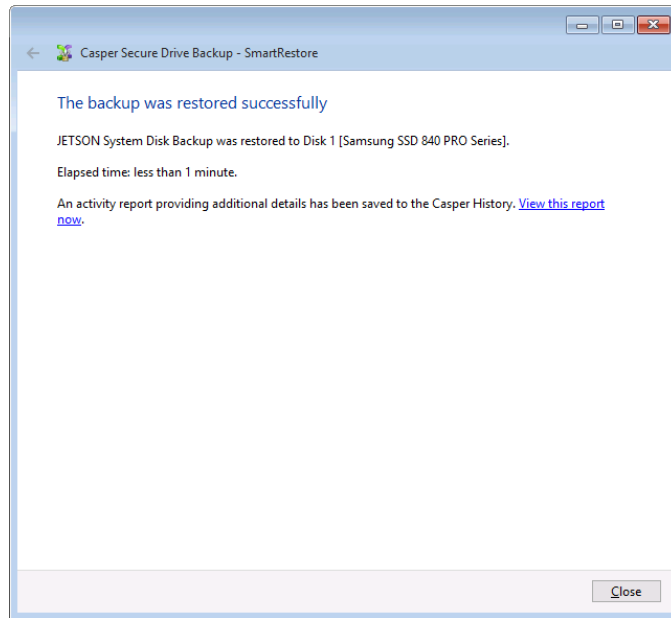 Casper Secure Drive Backup - SmartRestore
The backup was restored successfully
JETSON System Disk Backup was restored to Disk 1 [Samsung SSD 840 PRO Series].
Elapsed time: less than 1 minute.
An activity report providing additional details has been saved to the Casper History. View this report
now.
Close